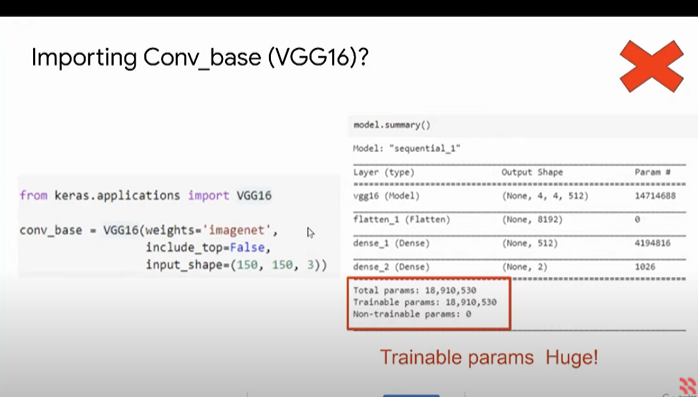 Importing Conv_base (VGG16)?
from keras.applications import VGG16
conv_base = VGG16(weights='imagenet',
include_top=False,
input_shape=(150, 150, 3))
model.summary()
Model: "sequential_1"
Layer (type) Output Shape Param #
vgg16 (Model) (None, 4, 4, 512) 14714688
flatten_1 (Flatten) (None, 8192) 0
dense_1 (Dense) (None, 512) 4194816
dense_2 (Dense) (None, 2) 1026
Total params: 18,910,530
Trainable params: 18,910,530
Non-trainable params: 0
Trainable params Huge!